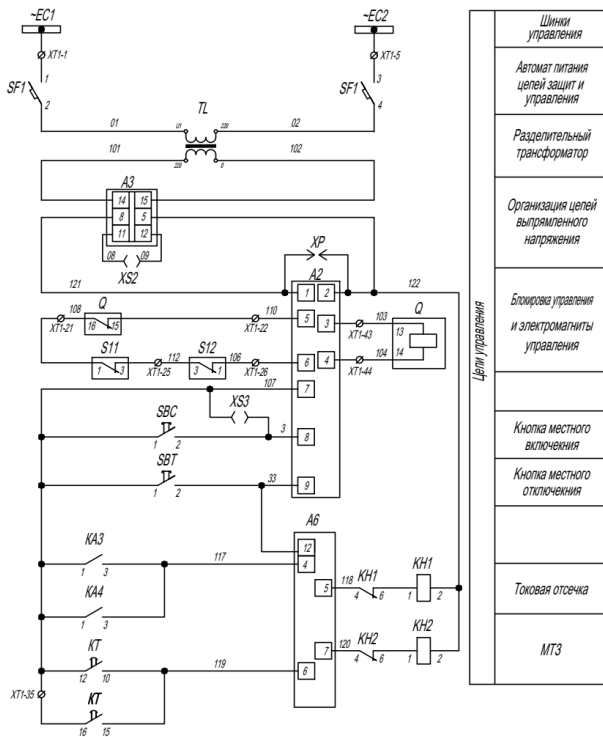 ~EC1
~EC2
XT1-1
XT1-5
SF1
1
2
SF1
3
4
TL
01
U1
220
02
101
220
0
102
A3
14
15
8
5
11
12
08
09
XS2
XP
121
A2
122
1
2
108
Q
110
5
3
103
Q
XT1-21
16
15
XT1-22
XT1-43
13
S11
112
S12
106
6
4
104
14
1
3
XT1-25
3
1
XT1-26
XT1-44
107
7
XS3
SBC
3
8
1
2
SBT
33
9
1
2
A6
12
KA3
117
4
1
3
5
118
KH1
KH1
4
6
1
2
KA4
1
3
7
120
KH2
KH2
4
6
1
2
KT
119
6
12
10
XT1-35
KT
16
15
Цепи управления
Шинки
управления
Автомат питания
цепей защит и
управления
Разделительный
трансформатор
Организация цепей
выпрямленного
напряжения
Блокировка управления
и электромагниты
управления
Кнопка местного
включекния
Кнопка местного
отключекния
Токовая отсечка
МТЗ